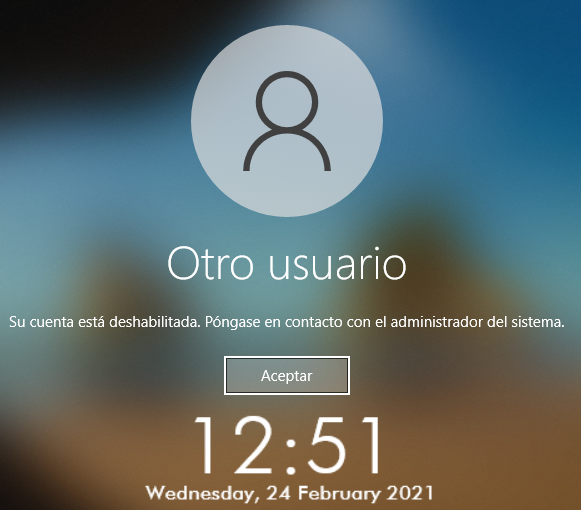 Otro usuario
Su cuenta está deshabilitada. Póngase en contacto con el administrador del sistema.
Aceptar
12:51
Wednesday, 24 February 2021